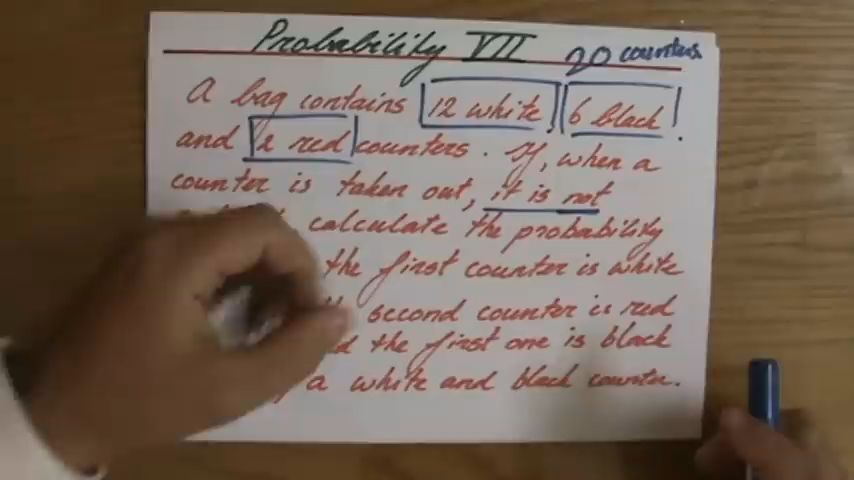 Probability VII 20 counters
A bag contains 12 white, 6 black
and 2 red counters. If, when a
counter is taken out, it is not
calculate the probability
the first counter is white
second counter is red
the first one is black
a white and black counter.